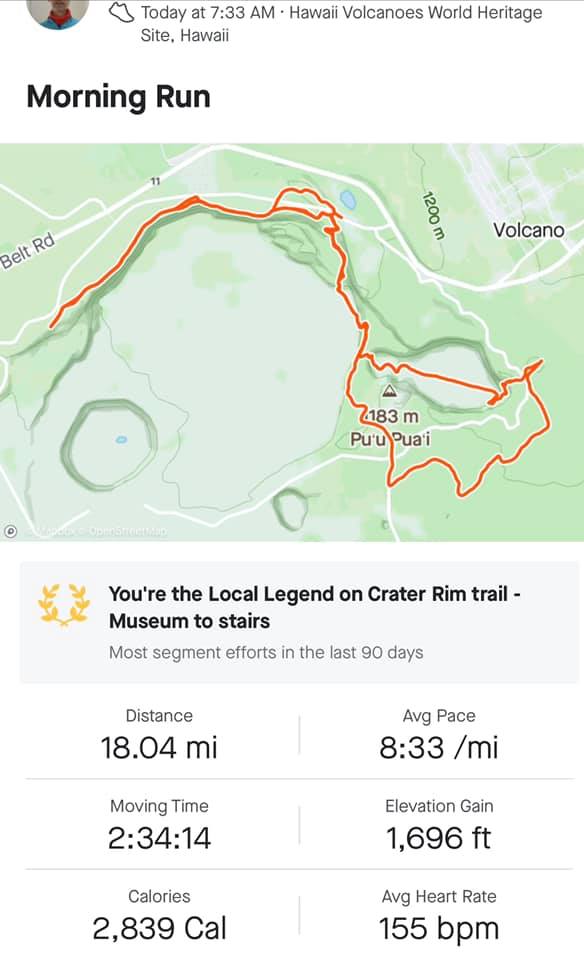 Today at 7:33 AM · Hawaii Volcanoes World Heritage
Site, Hawaii
Morning Run
11
Belt Rd
1200 m
Volcano
1183 m
Pu'u Pua'i
© Mapbox © OpenStreetMap
You're the Local Legend on Crater Rim trail -
Museum to stairs
Most segment efforts in the last 90 days
Distance
18.04 mi
Avg Pace
8:33 /mi
Moving Time
2:34:14
Elevation Gain
1,696 ft
Calories
2,839 Cal
Avg Heart Rate
155 bpm